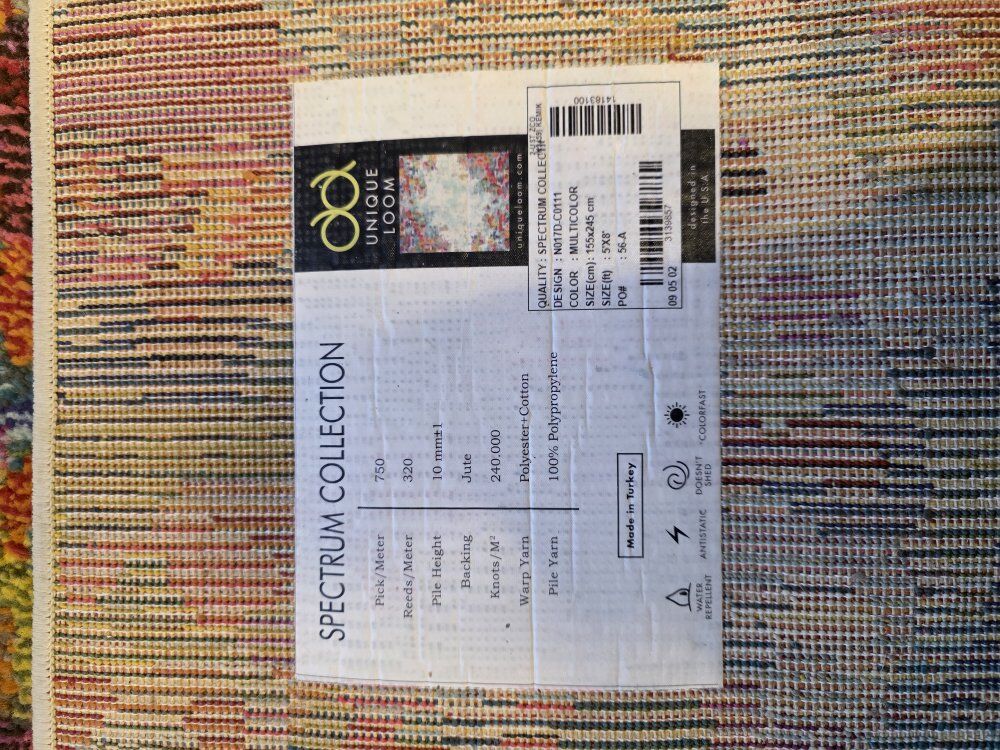 SPECTRUM COLLECTION
Pick/Meter 750
Reeds/Meter 320
Pile Height 10 mm±1
Backing Jute
Knots/M² 240.000
Warp Yarn Polyester+Cotton
Pile Yarn 100% Polypropylene
Made in Turkey
WATER REPELLENT
ANTISTATIC
DOESN'T SHED
*COLORFAST
UNIQUE
LOOM
uniqueloom.com
QUALITY : SPECTRUM COLLECTI
DESIGN : N017D-C0111
COLOR : MULTICOLOR
SIZE(cm) : 155x245 cm
SIZE(ft) : 5'X8'
PO# : 56-A
14183100
3139857
09 05 02
designed in
the U.S.A.